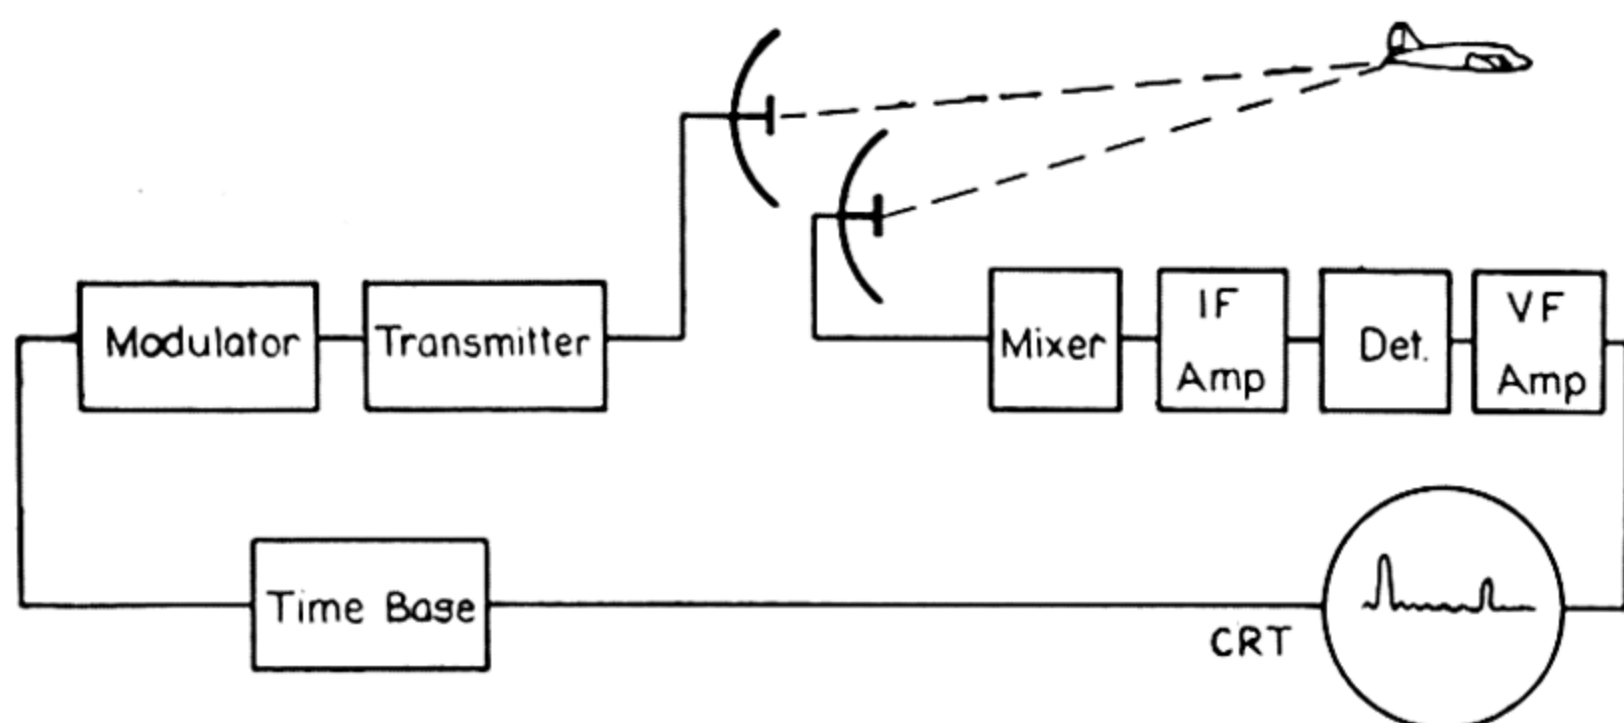 Modulator
Transmitter
Mixer
IF
Amp
Det.
VF
Amp
Time Base
CRT